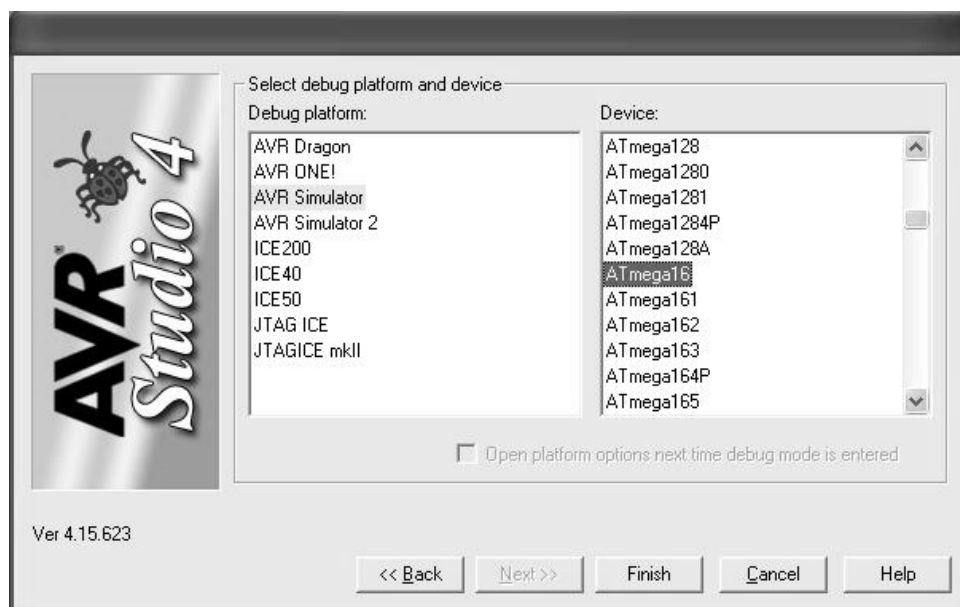 AVR
Studio 4
Select debug platform and device
Debug platform:
AVR Dragon
AVR ONE!
AVR Simulator
AVR Simulator 2
ICE200
ICE40
ICE50
JTAG ICE
JTAGICE mkII
Device:
ATmega128
ATmega1280
ATmega1281
ATmega1284P
ATmega128A
ATmega16
ATmega161
ATmega162
ATmega163
ATmega164P
ATmega165
Open platform options next time debug mode is entered
Ver 4.15.623
<< Back
Next >>
Finish
Cancel
Help